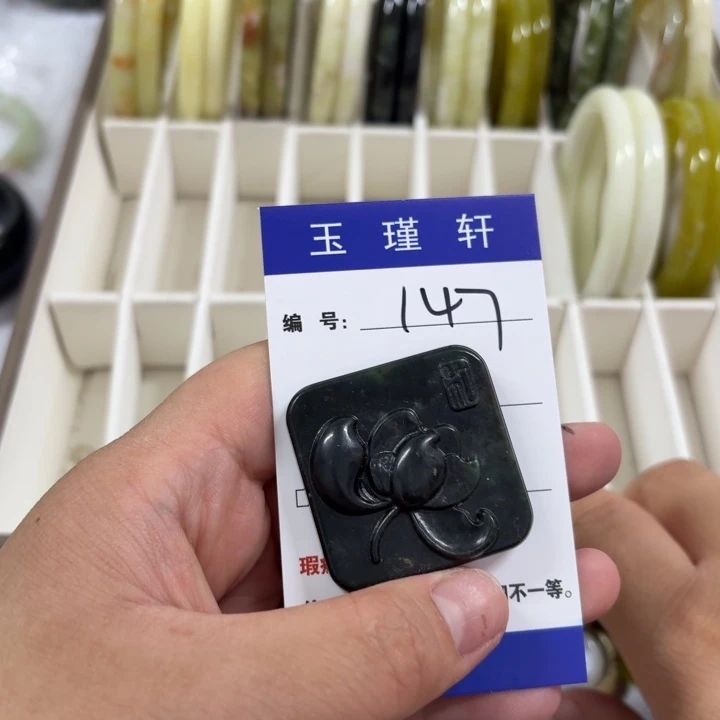 玉瑾轩
编号: 147
瑕
不一等。